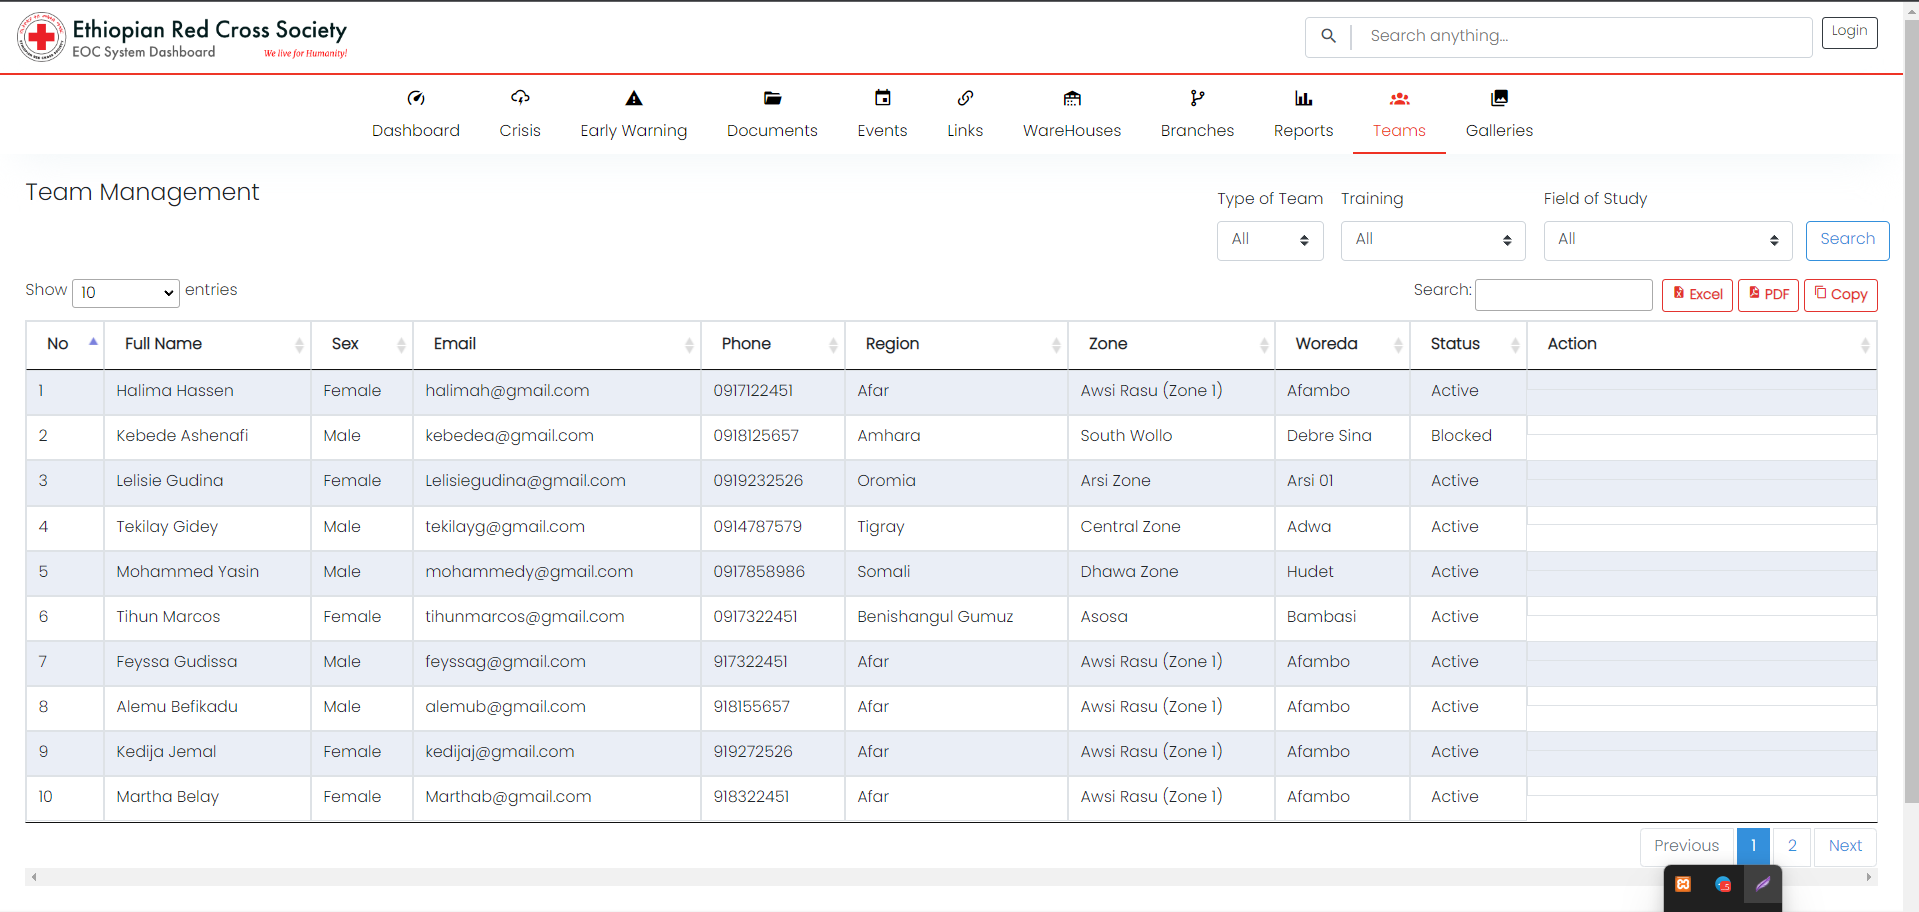 Ethiopian Red Cross Society
EOC System Dashboard We live for Humanity!
Search anything...
Login
Dashboard Crisis Early Warning Documents Events Links WareHouses Branches Reports Teams Galleries
Team Management
Type of Team Training Field of Study
All All All Search
Show 10 entries Search: Excel PDF Copy
No Full Name Sex Email Phone Region Zone Woreda Status Action
1 Halima Hassen Female halimah@gmail.com 0917122451 Afar Awsi Rasu (Zone 1) Afambo Active
2 Kebede Ashenafi Male kebedea@gmail.com 0918125657 Amhara South Wollo Debre Sina Blocked
3 Lelisie Gudina Female Lelisiegudina@gmail.com 0919232526 Oromia Arsi Zone Arsi 01 Active
4 Tekilay Gidey Male tekilayg@gmail.com 0914787579 Tigray Central Zone Adwa Active
5 Mohammed Yasin Male mohammedy@gmail.com 0917858986 Somali Dhawa Zone Hudet Active
6 Tihun Marcos Female tihunmarcos@gmail.com 0917322451 Benishangul Gumuz Asosa Bambasi Active
7 Feyssa Gudissa Male feyssag@gmail.com 917322451 Afar Awsi Rasu (Zone 1) Afambo Active
8 Alemu Befikadu Male alemub@gmail.com 918155657 Afar Awsi Rasu (Zone 1) Afambo Active
9 Kedija Jemal Female kedijaj@gmail.com 919272526 Afar Awsi Rasu (Zone 1) Afambo Active
10 Martha Belay Female Marthab@gmail.com 918322451 Afar Awsi Rasu (Zone 1) Afambo Active
Previous 1 2 Next